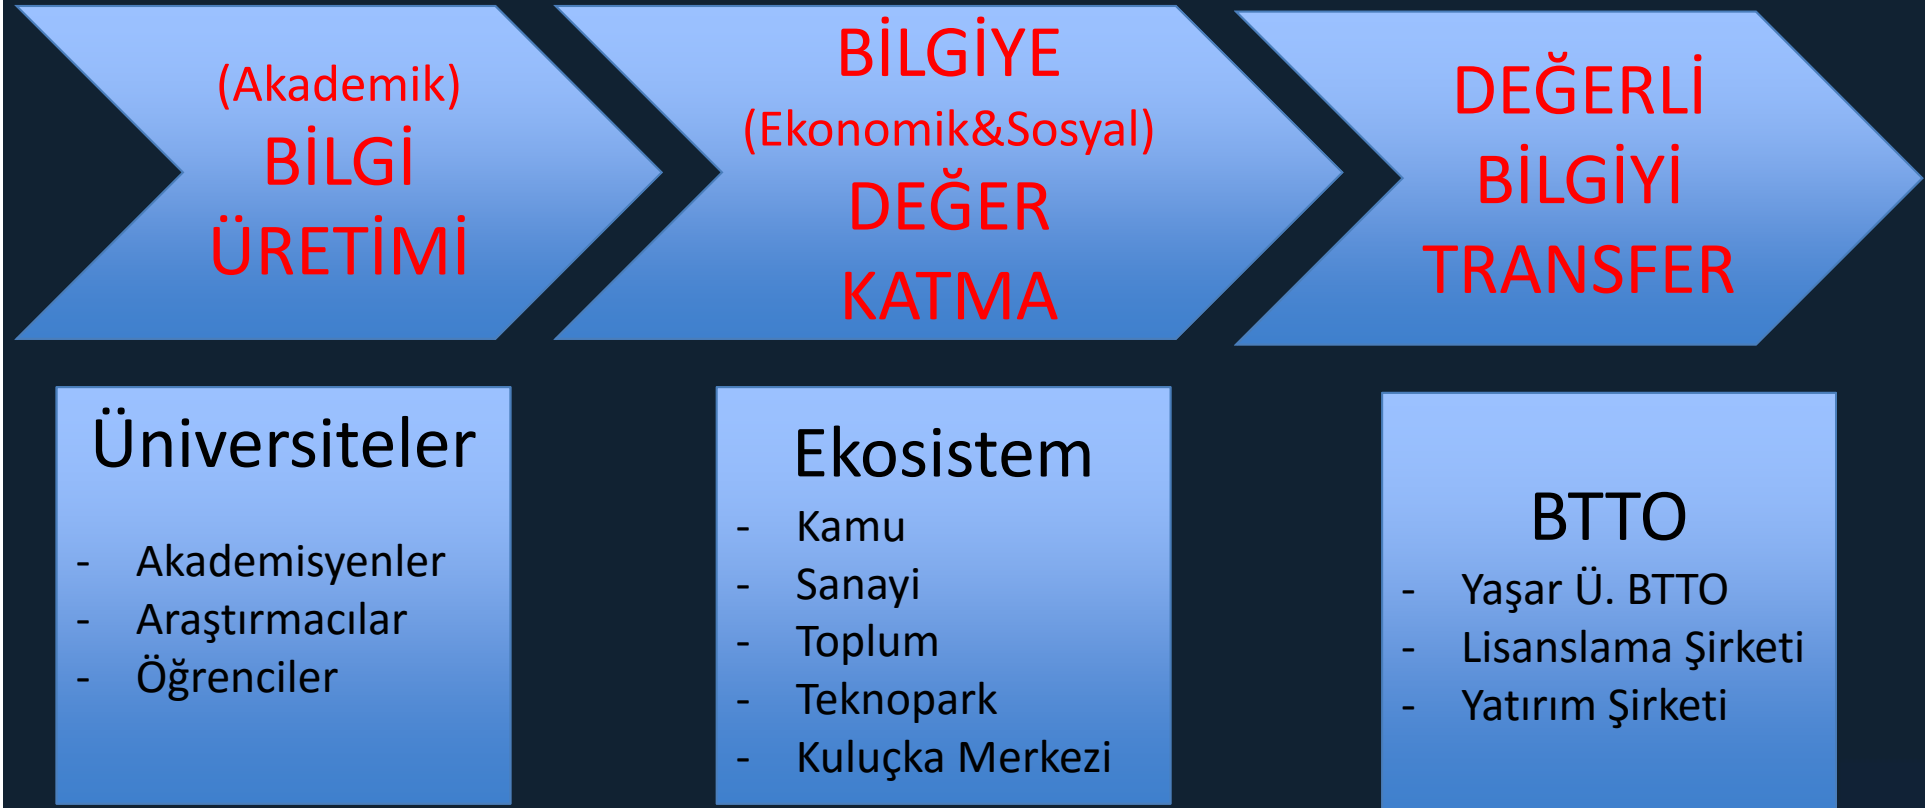 (Akademik)
BİLGİ
ÜRETİMİ
BİLGİYE
(Ekonomik&Sosyal)
DEĞER
KATMA
DEĞERLİ
BİLGİYİ
TRANSFER
Üniversiteler
- Akademisyenler
- Araştırmacılar
- Öğrenciler
Ekosistem
- Kamu
- Sanayi
- Toplum
- Teknopark
- Kuluçka Merkezi
BTTO
- Yaşar Ü. BTTO
- Lisanslama Şirketi
- Yatırım Şirketi